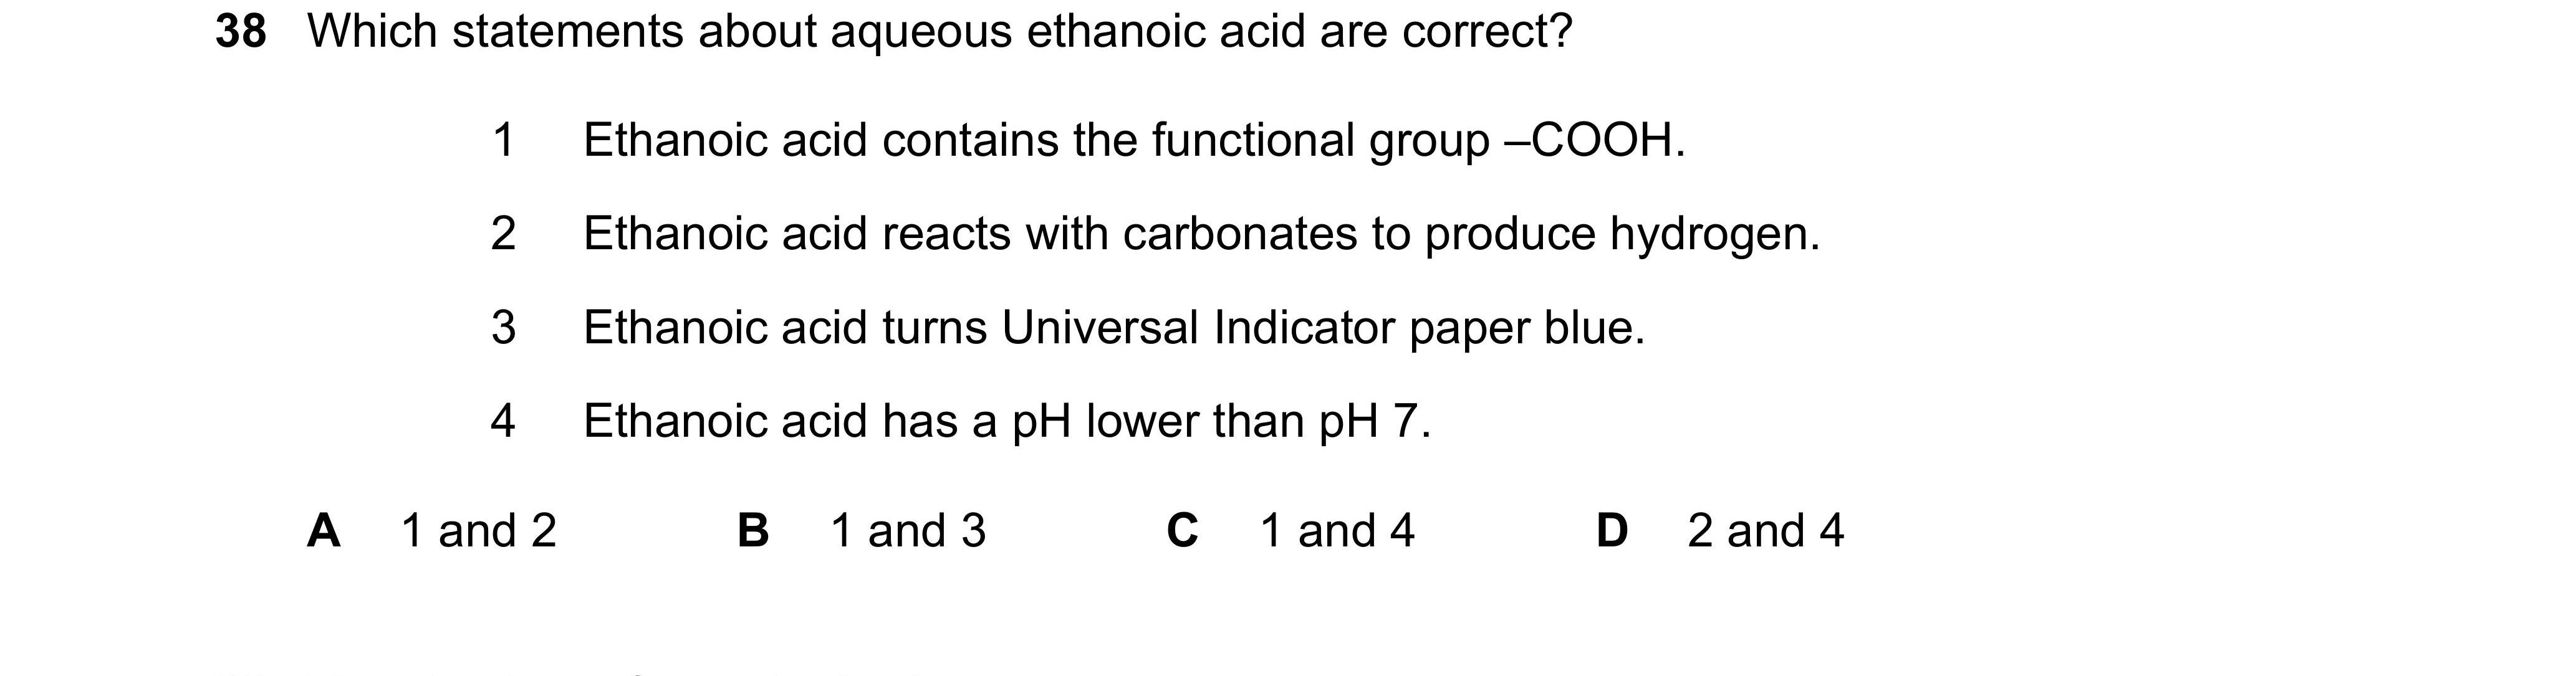 38 Which statements about aqueous ethanoic acid are correct?
1 Ethanoic acid contains the functional group –COOH.
2 Ethanoic acid reacts with carbonates to produce hydrogen.
3 Ethanoic acid turns Universal Indicator paper blue.
4 Ethanoic acid has a pH lower than pH 7.
A 1 and 2 B 1 and 3 C 1 and 4 D 2 and 4